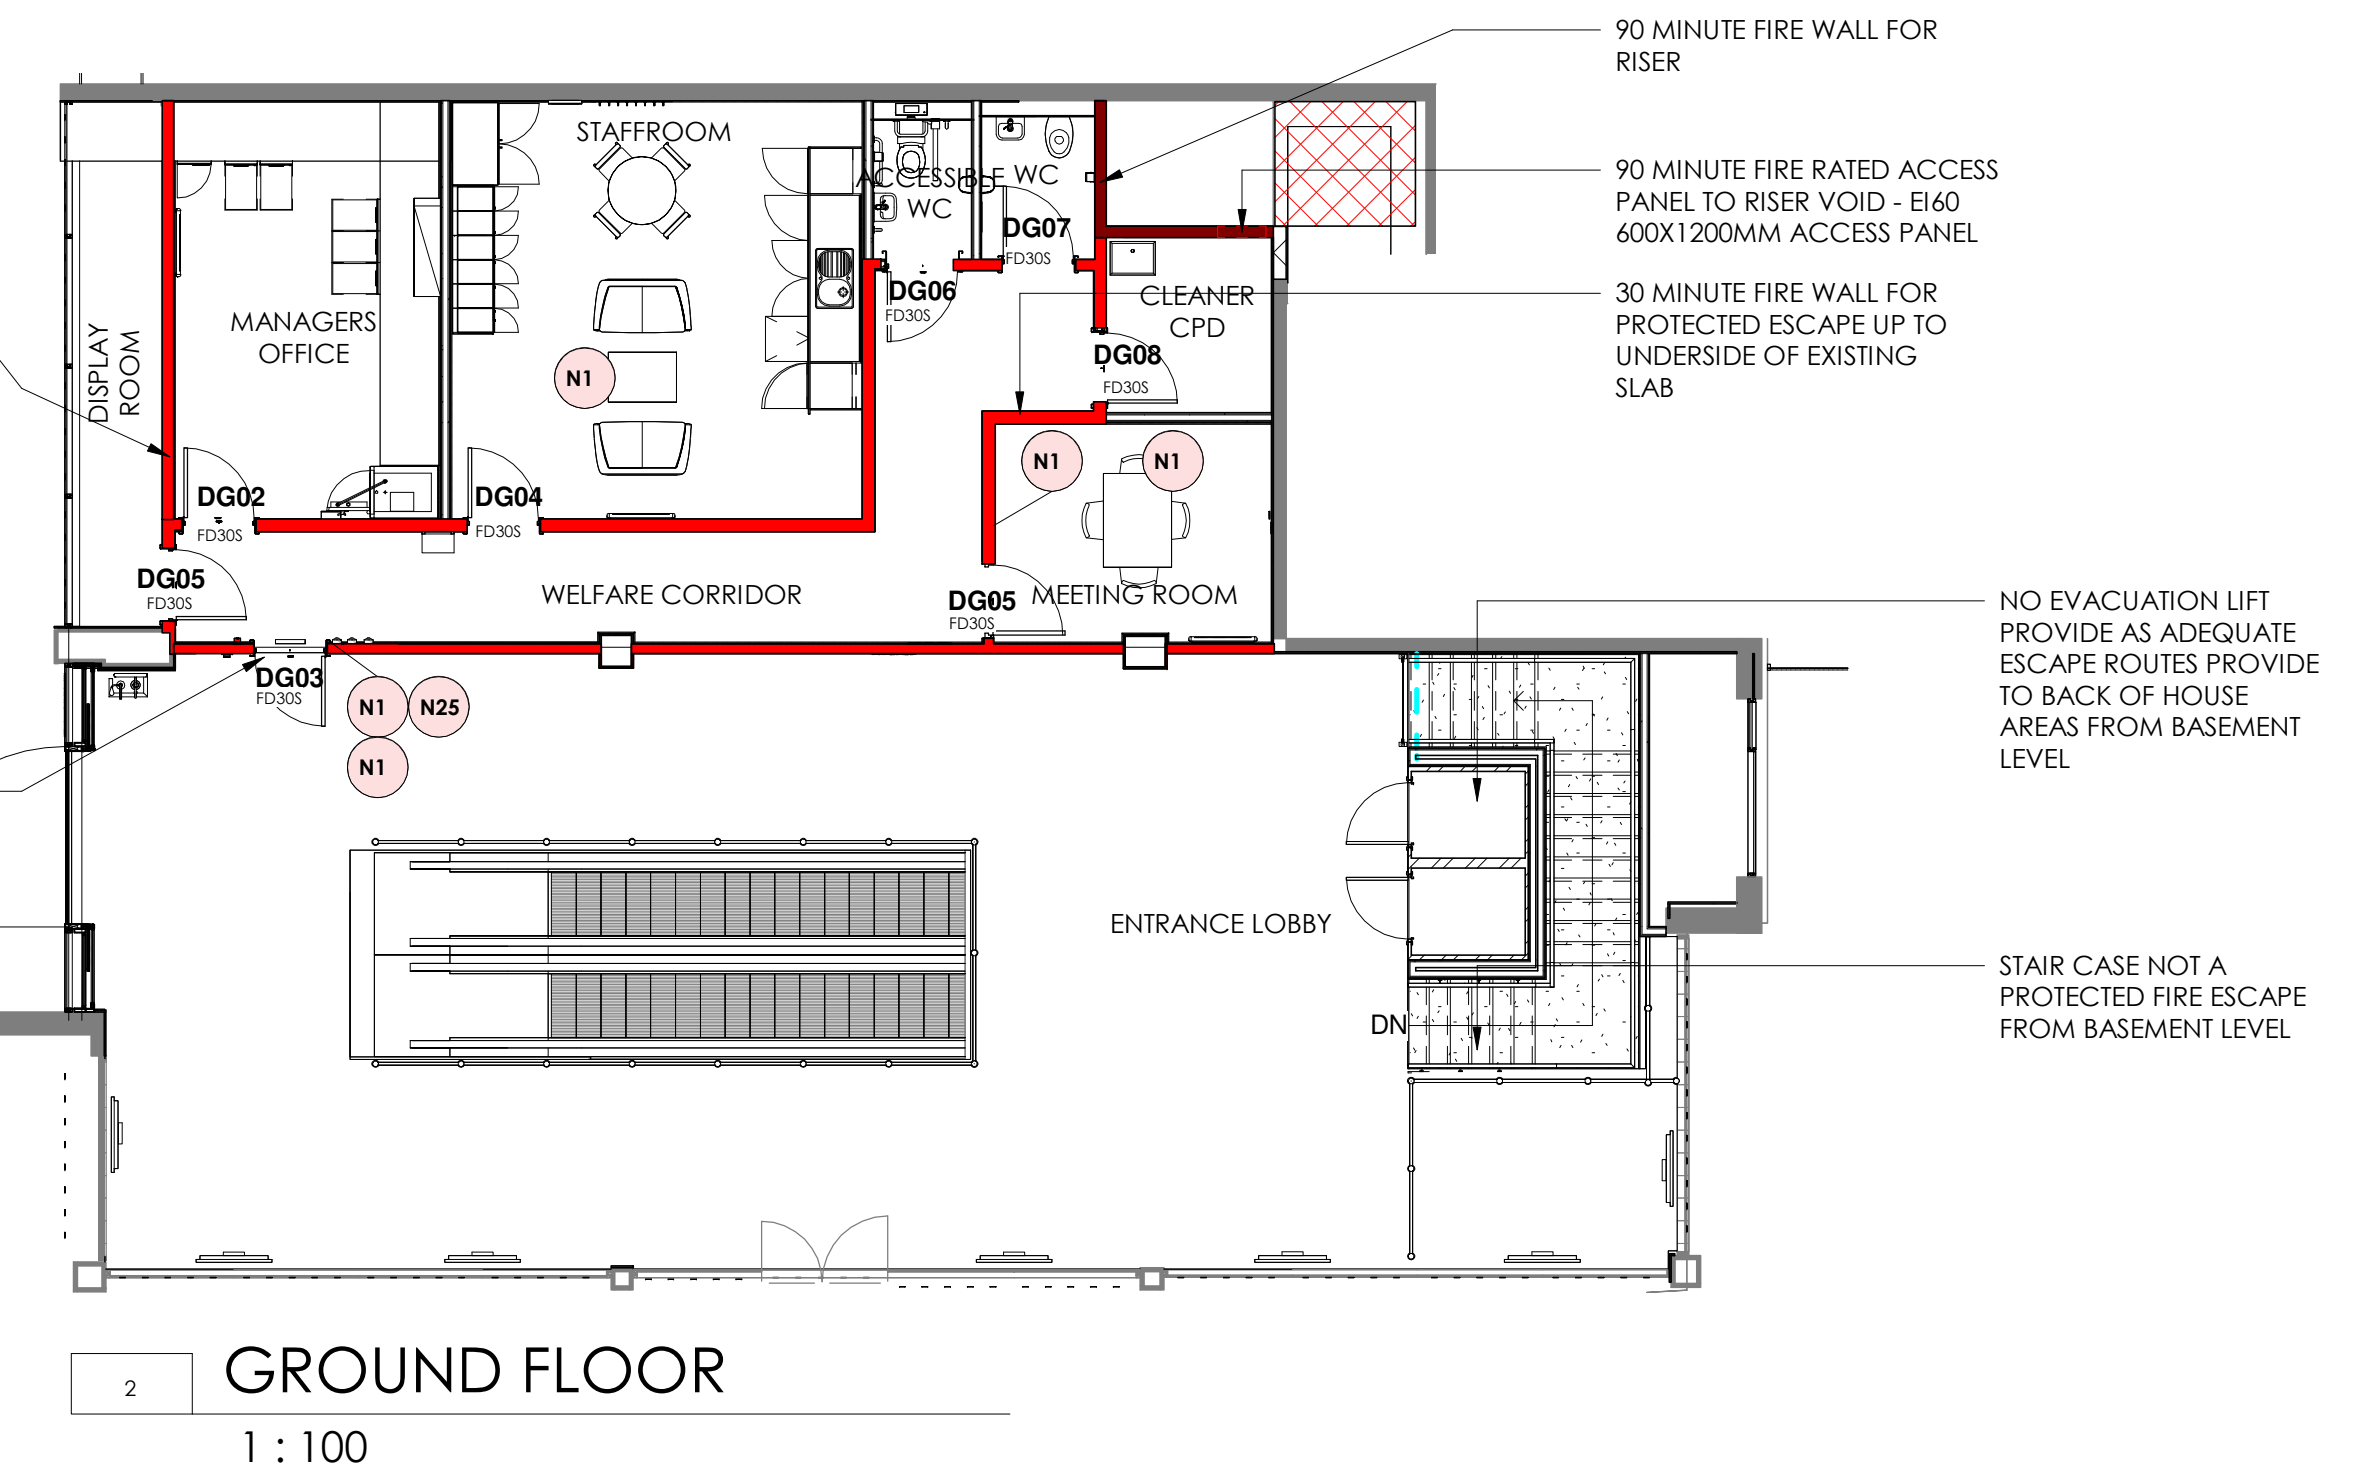 90 MINUTE FIRE WALL FOR
RISER
90 MINUTE FIRE RATED ACCESS
PANEL TO RISER VOID - EI60
600X1200MM ACCESS PANEL
30 MINUTE FIRE WALL FOR
PROTECTED ESCAPE UP TO
UNDERSIDE OF EXISTING
SLAB
STAFFROOM
ACCESSIBLE
WC
WC
DG07
FD30S
DG06
FD30S
CLEANER
CPD
DG08
FD30S
MANAGERS
OFFICE
DISPLAY
ROOM
N1
N1
N1
DG02
FD30S
DG04
FD30S
DG05
FD30S
WELFARE CORRIDOR
DG05
FD30S
MEETING ROOM
DG03
FD30S
N1
N25
N1
NO EVACUATION LIFT
PROVIDE AS ADEQUATE
ESCAPE ROUTES PROVIDE
TO BACK OF HOUSE
AREAS FROM BASEMENT
LEVEL
ENTRANCE LOBBY
STAIR CASE NOT A
PROTECTED FIRE ESCAPE
FROM BASEMENT LEVEL
DN
2
GROUND FLOOR
1 : 100